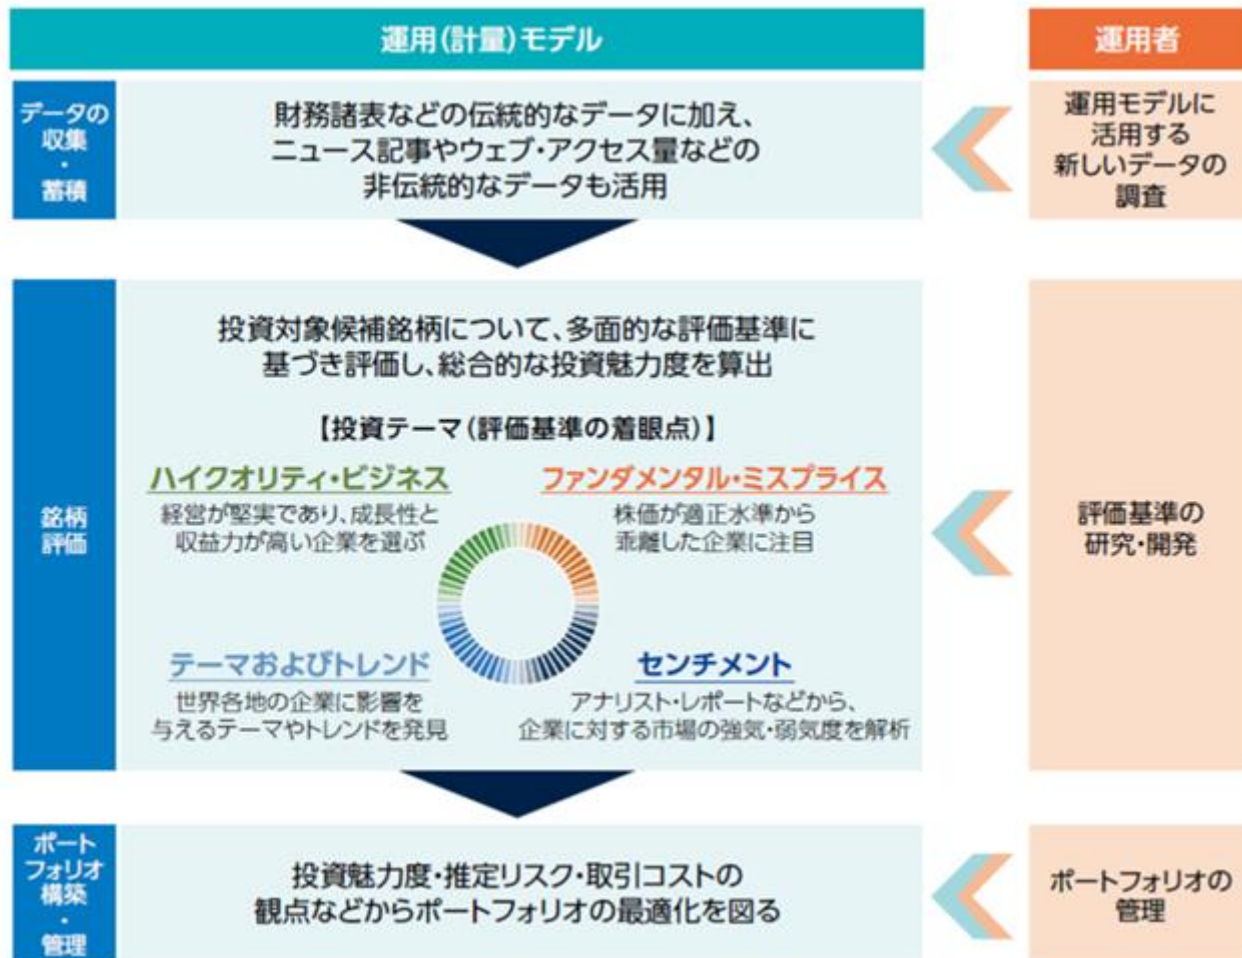 運用(計量)モデル
運用者
データの
収集
・
蓄積
財務諸表などの伝統的なデータに加え、
ニュース記事やウェブ・アクセス量などの
非伝統的なデータも活用
運用モデルに
活用する
新しいデータの
調査
銘柄
評価
投資対象候補銘柄について、多面的な評価基準に
基づき評価し、総合的な投資魅力度を算出
【投資テーマ(評価基準の着眼点)】
ハイクオリティ・ビジネス
経営が堅実であり、成長性と
収益力が高い企業を選ぶ
ファンダメンタル・ミスプライス
株価が適正水準から
乖離した企業に注目
テーマおよびトレンド
世界各地の企業に影響を
与えるテーマやトレンドを発見
センチメント
アナリスト・レポートなどから、
企業に対する市場の強気・弱気度を解析
評価基準の
研究・開発
ポート
フォリオ
構築
・
管理
投資魅力度・推定リスク・取引コストの
観点などからポートフォリオの最適化を図る
ポートフォリオの
管理